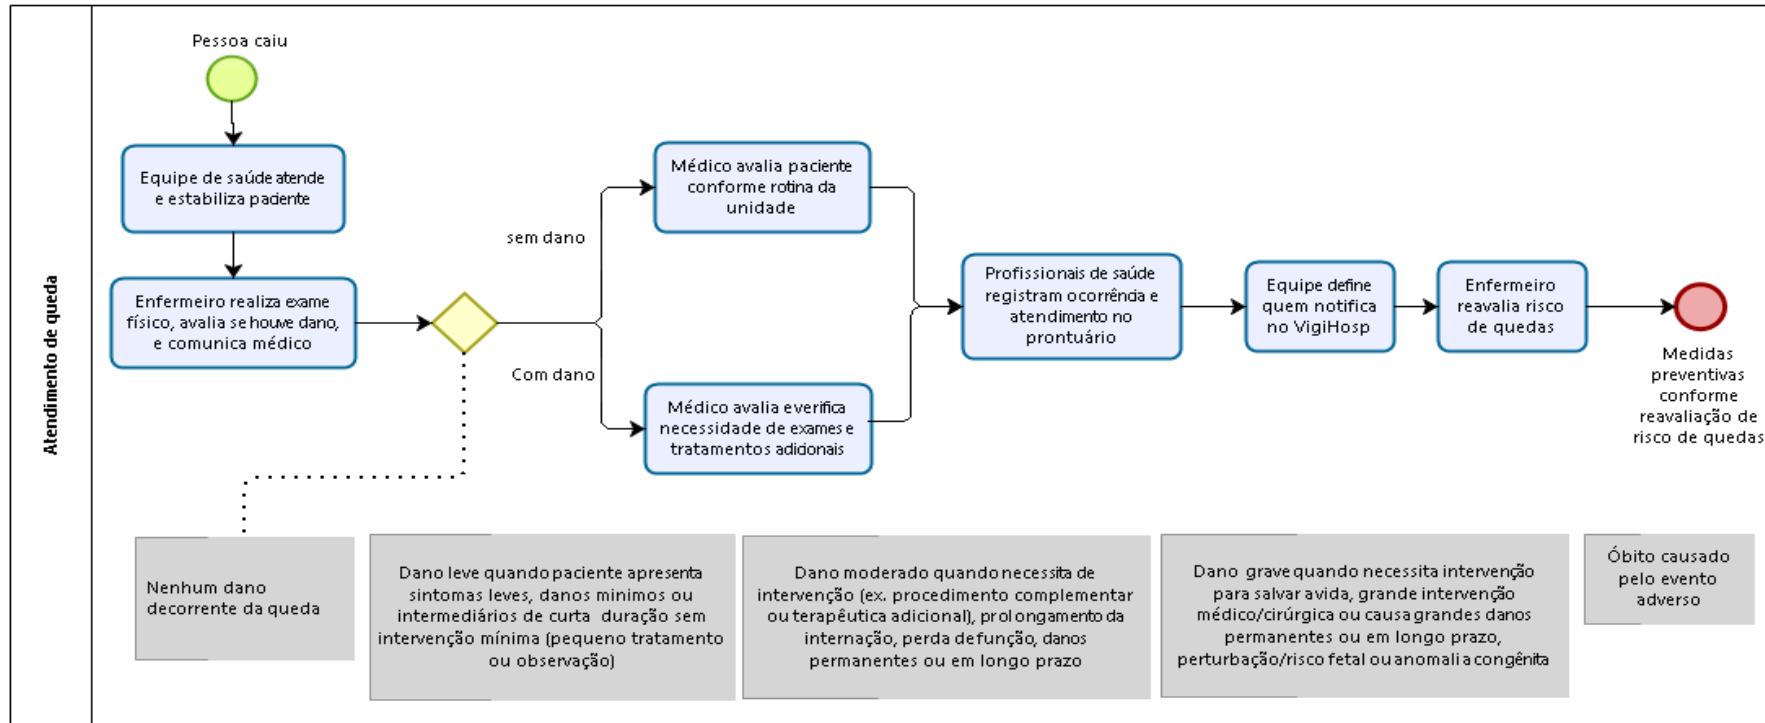 Atendimento de queda
Pessoa caiu
Equipe de saúde atende
e estabiliza paciente
Enfermeiro realiza exame
físico, avalia se houve dano,
e comunica médico
sem dano
Com dano
Médico avalia paciente
conforme rotina da
unidade
Médico avalia e verifica
necessidade de exames e
tratamentos adicionais
Profissionais de saúde
registram ocorrência e
atendimento no
prontuário
Equipe define
quem notifica
no VigiHosp
Enfermeiro
reavalia risco
de quedas
Medidas
preventivas
conforme
reavaliação de
risco de quedas
Nenhum dano
decorrente da queda
Dano leve quando paciente apresenta
sintomas leves, danos minimos ou
intermediários de curta duração sem
intervenção mínima (pequeno tratamento
ou observação)
Dano moderado quando necessita de
intervenção (ex. procedimento complementar
ou terapêutica adicional), prolongamento da
internação, perda de função, danos
permanentes ou em longo prazo
Dano grave quando necessita intervenção
para salvar avida, grande intervenção
médico/cirúrgica ou causa grandes danos
permanentes ou em longo prazo,
perturbação/risco fetal ou anomalia congênita
Óbito causado
pelo evento
adverso